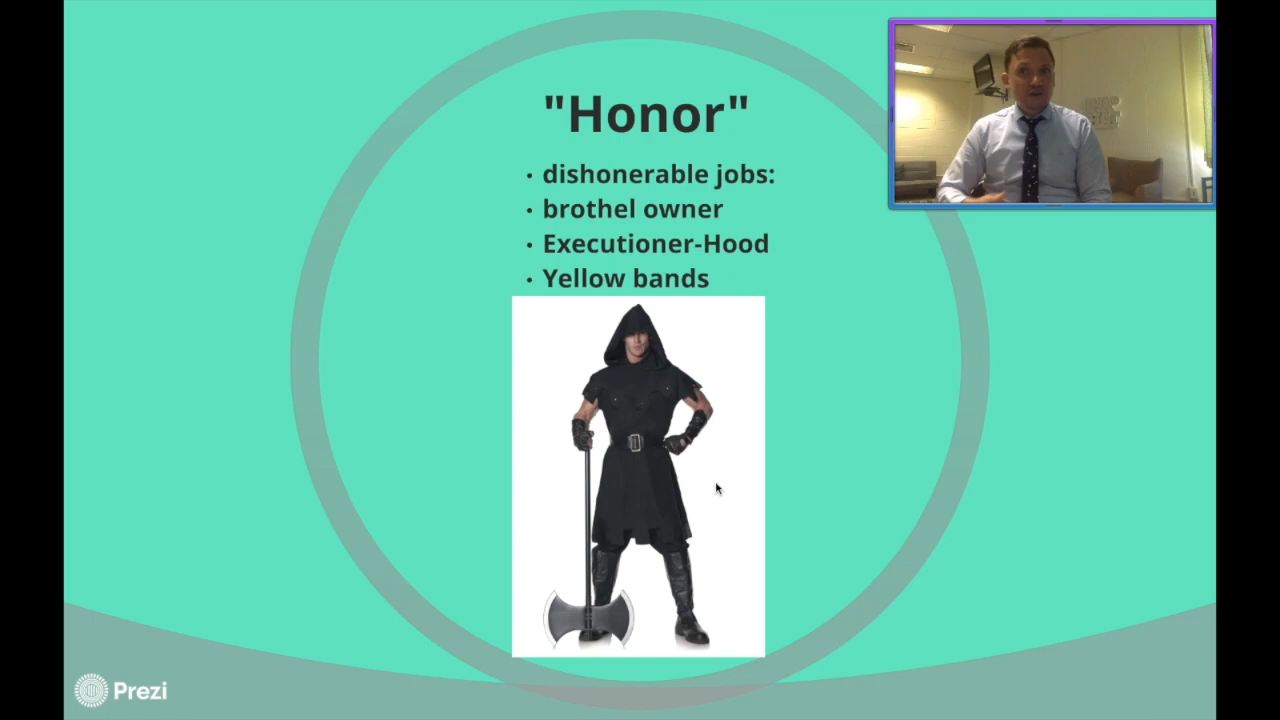 "Honor"
• dishonerable jobs:
• brothel owner
• Executioner-Hood
• Yellow bands
Prezi